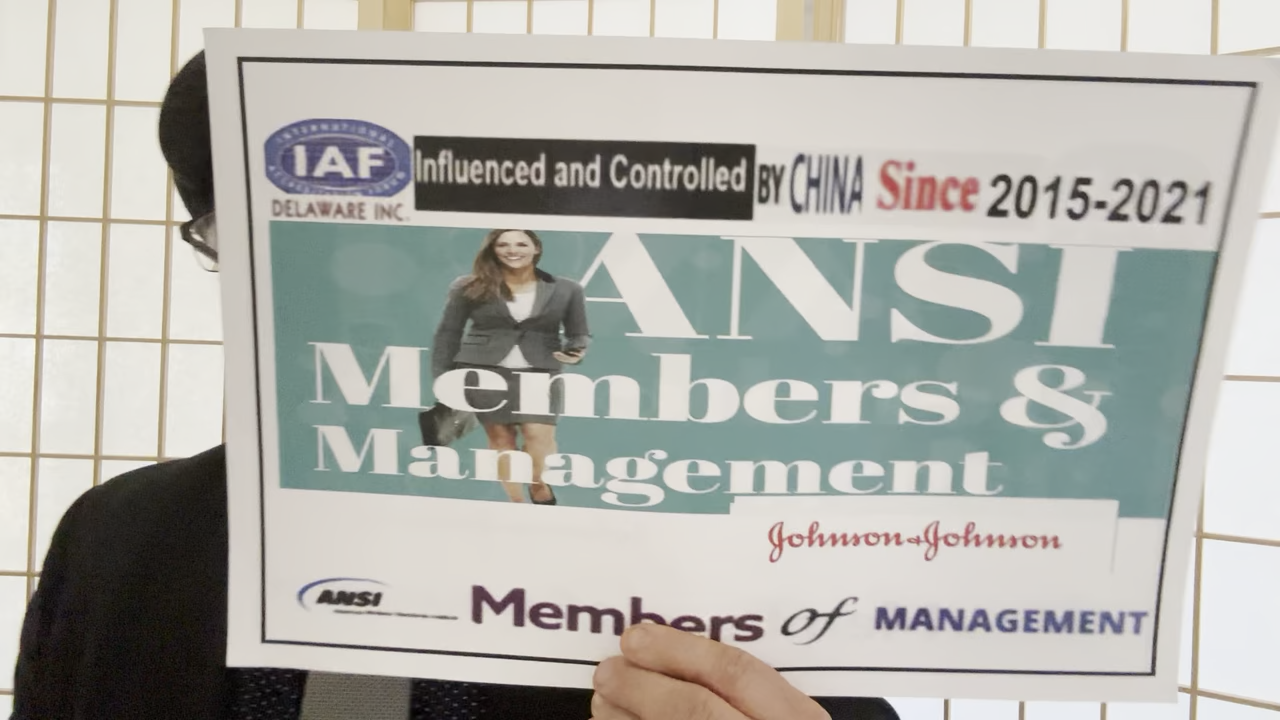 INTERNATIONAL
IAF
DELAWARE INC.
Influenced and Controlled BY CHINA Since 2015-2021
ANSI
Members &
Management
Johnson & Johnson
ANSI
Members of MANAGEMENT